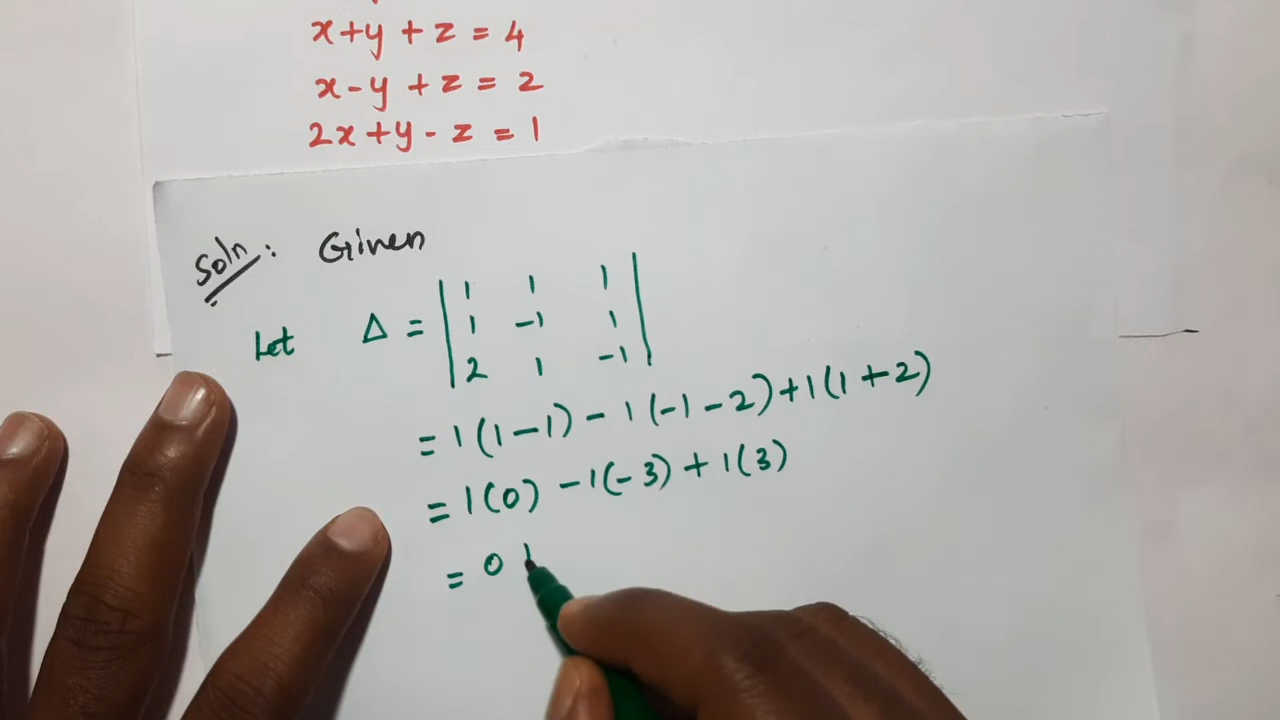 x+y+z=4
x-y+z=2
2x+y-z=1
Soln: Given
Let Δ = | 1 1 1 |
| 1 -1 1 |
| 2 1 -1 |
= 1(1-1) - 1(-1-2)+1(1+2)
= 1(0) -1(-3) + 1(3)
= 0